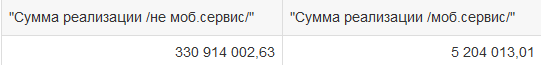 "Сумма реализации /не моб.сервис/" "Сумма реализации /моб.сервис/"
330 914 002,63 5 204 013,01